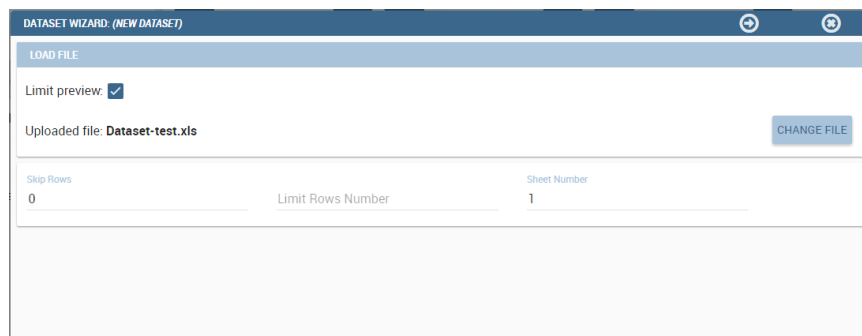 DATASET WIZARD: (NEW DATASET)
LOAD FILE
Limit preview:
Uploaded file: Dataset-test.xls
CHANGE FILE
Skip Rows
0
Limit Rows Number
Sheet Number
1